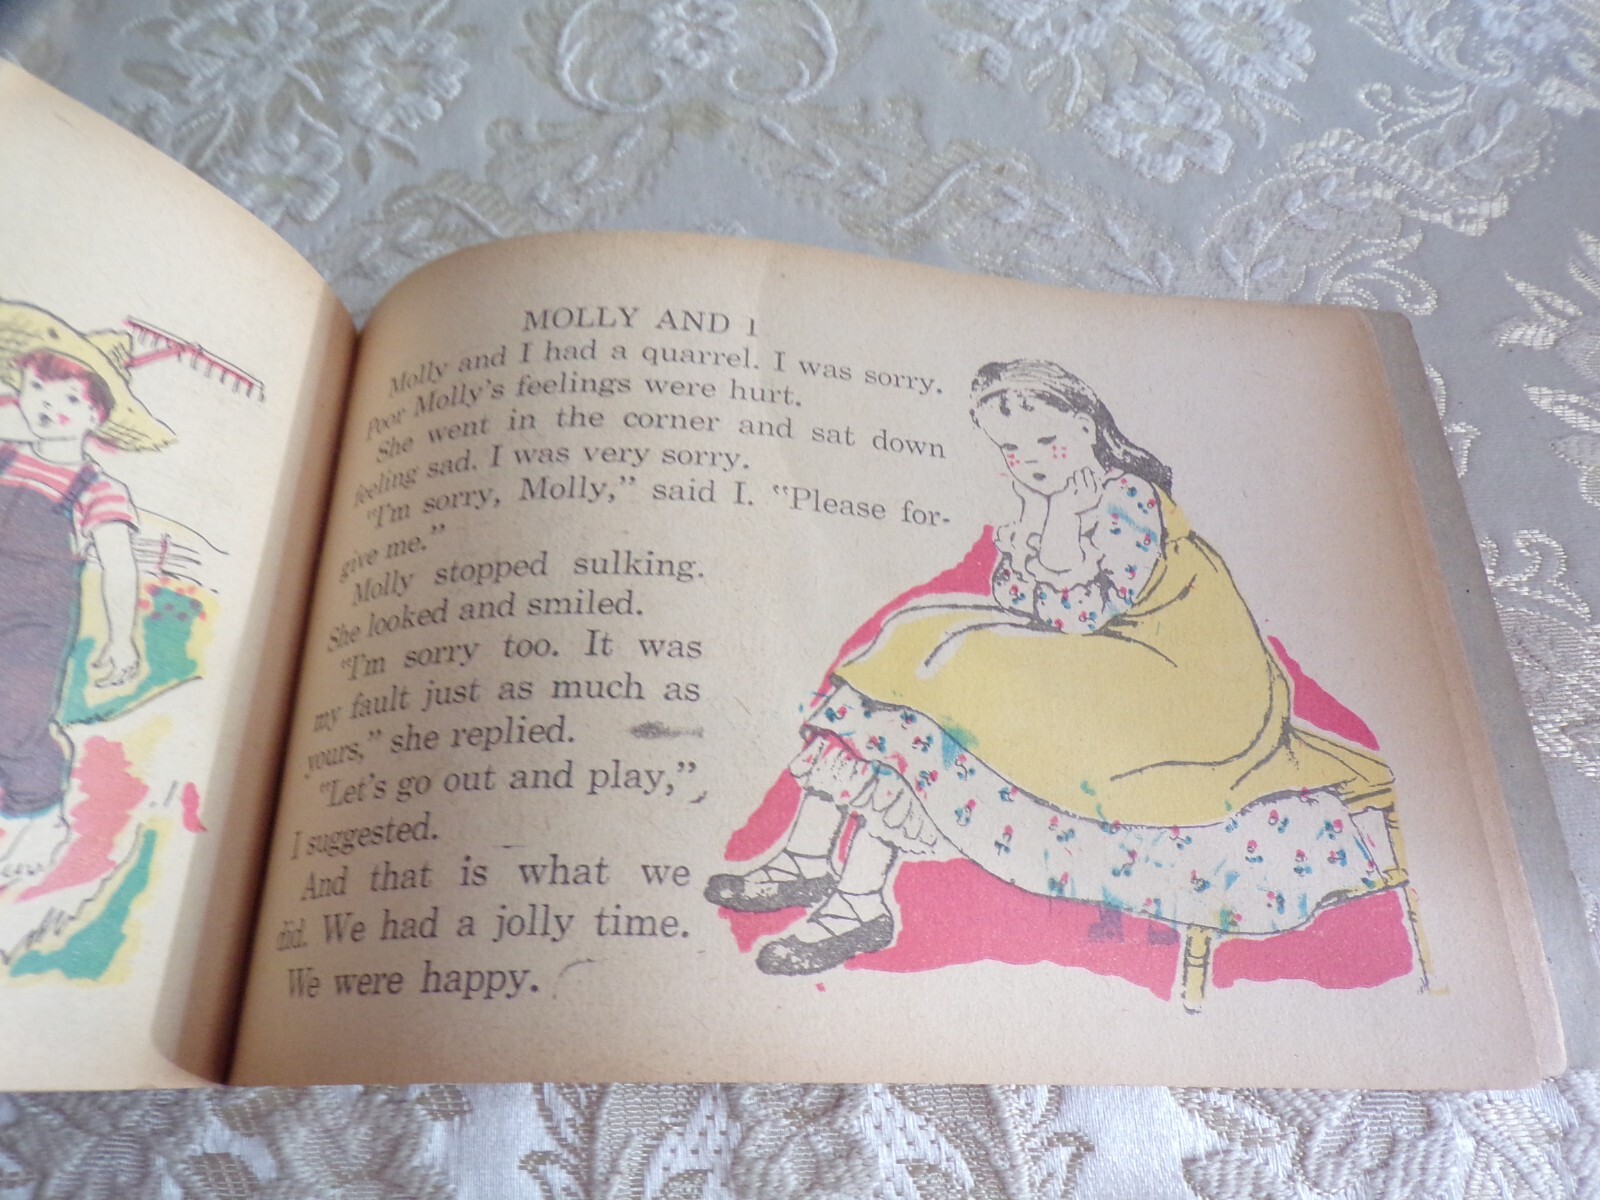 MOLLY AND I
Molly and I had a quarrel. I was sorry.
Poor Molly's feelings were hurt.
She went in the corner and sat down
feeling sad. I was very sorry.
"I'm sorry, Molly," said I. "Please for-
give me."
Molly stopped sulking.
She looked and smiled.
"I'm sorry too. It was
my fault just as much as
yours," she replied.
"Let's go out and play,"
I suggested.
And that is what we
did. We had a jolly time.
We were happy.